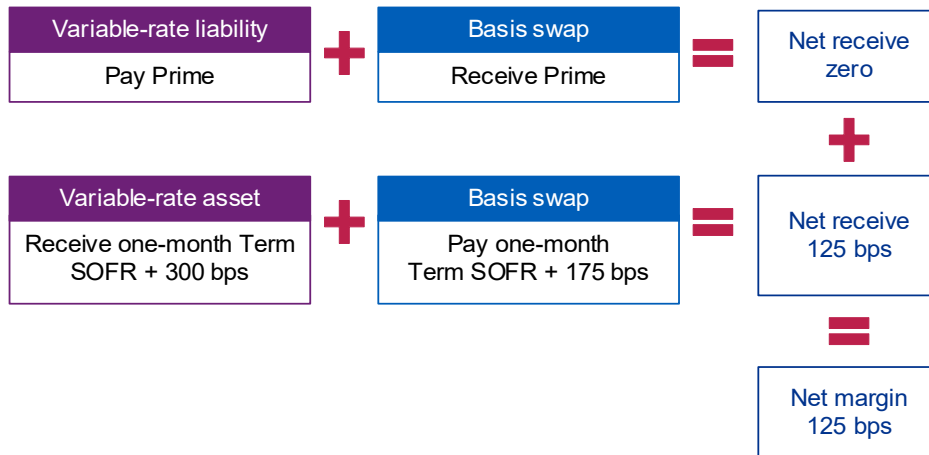 Variable-rate liability
Pay Prime
+
Basis swap
Receive Prime
=
Net receive
zero
+
Variable-rate asset
Receive one-month Term
SOFR + 300 bps
+
Basis swap
Pay one-month
Term SOFR + 175 bps
=
Net receive
125 bps
=
Net margin
125 bps